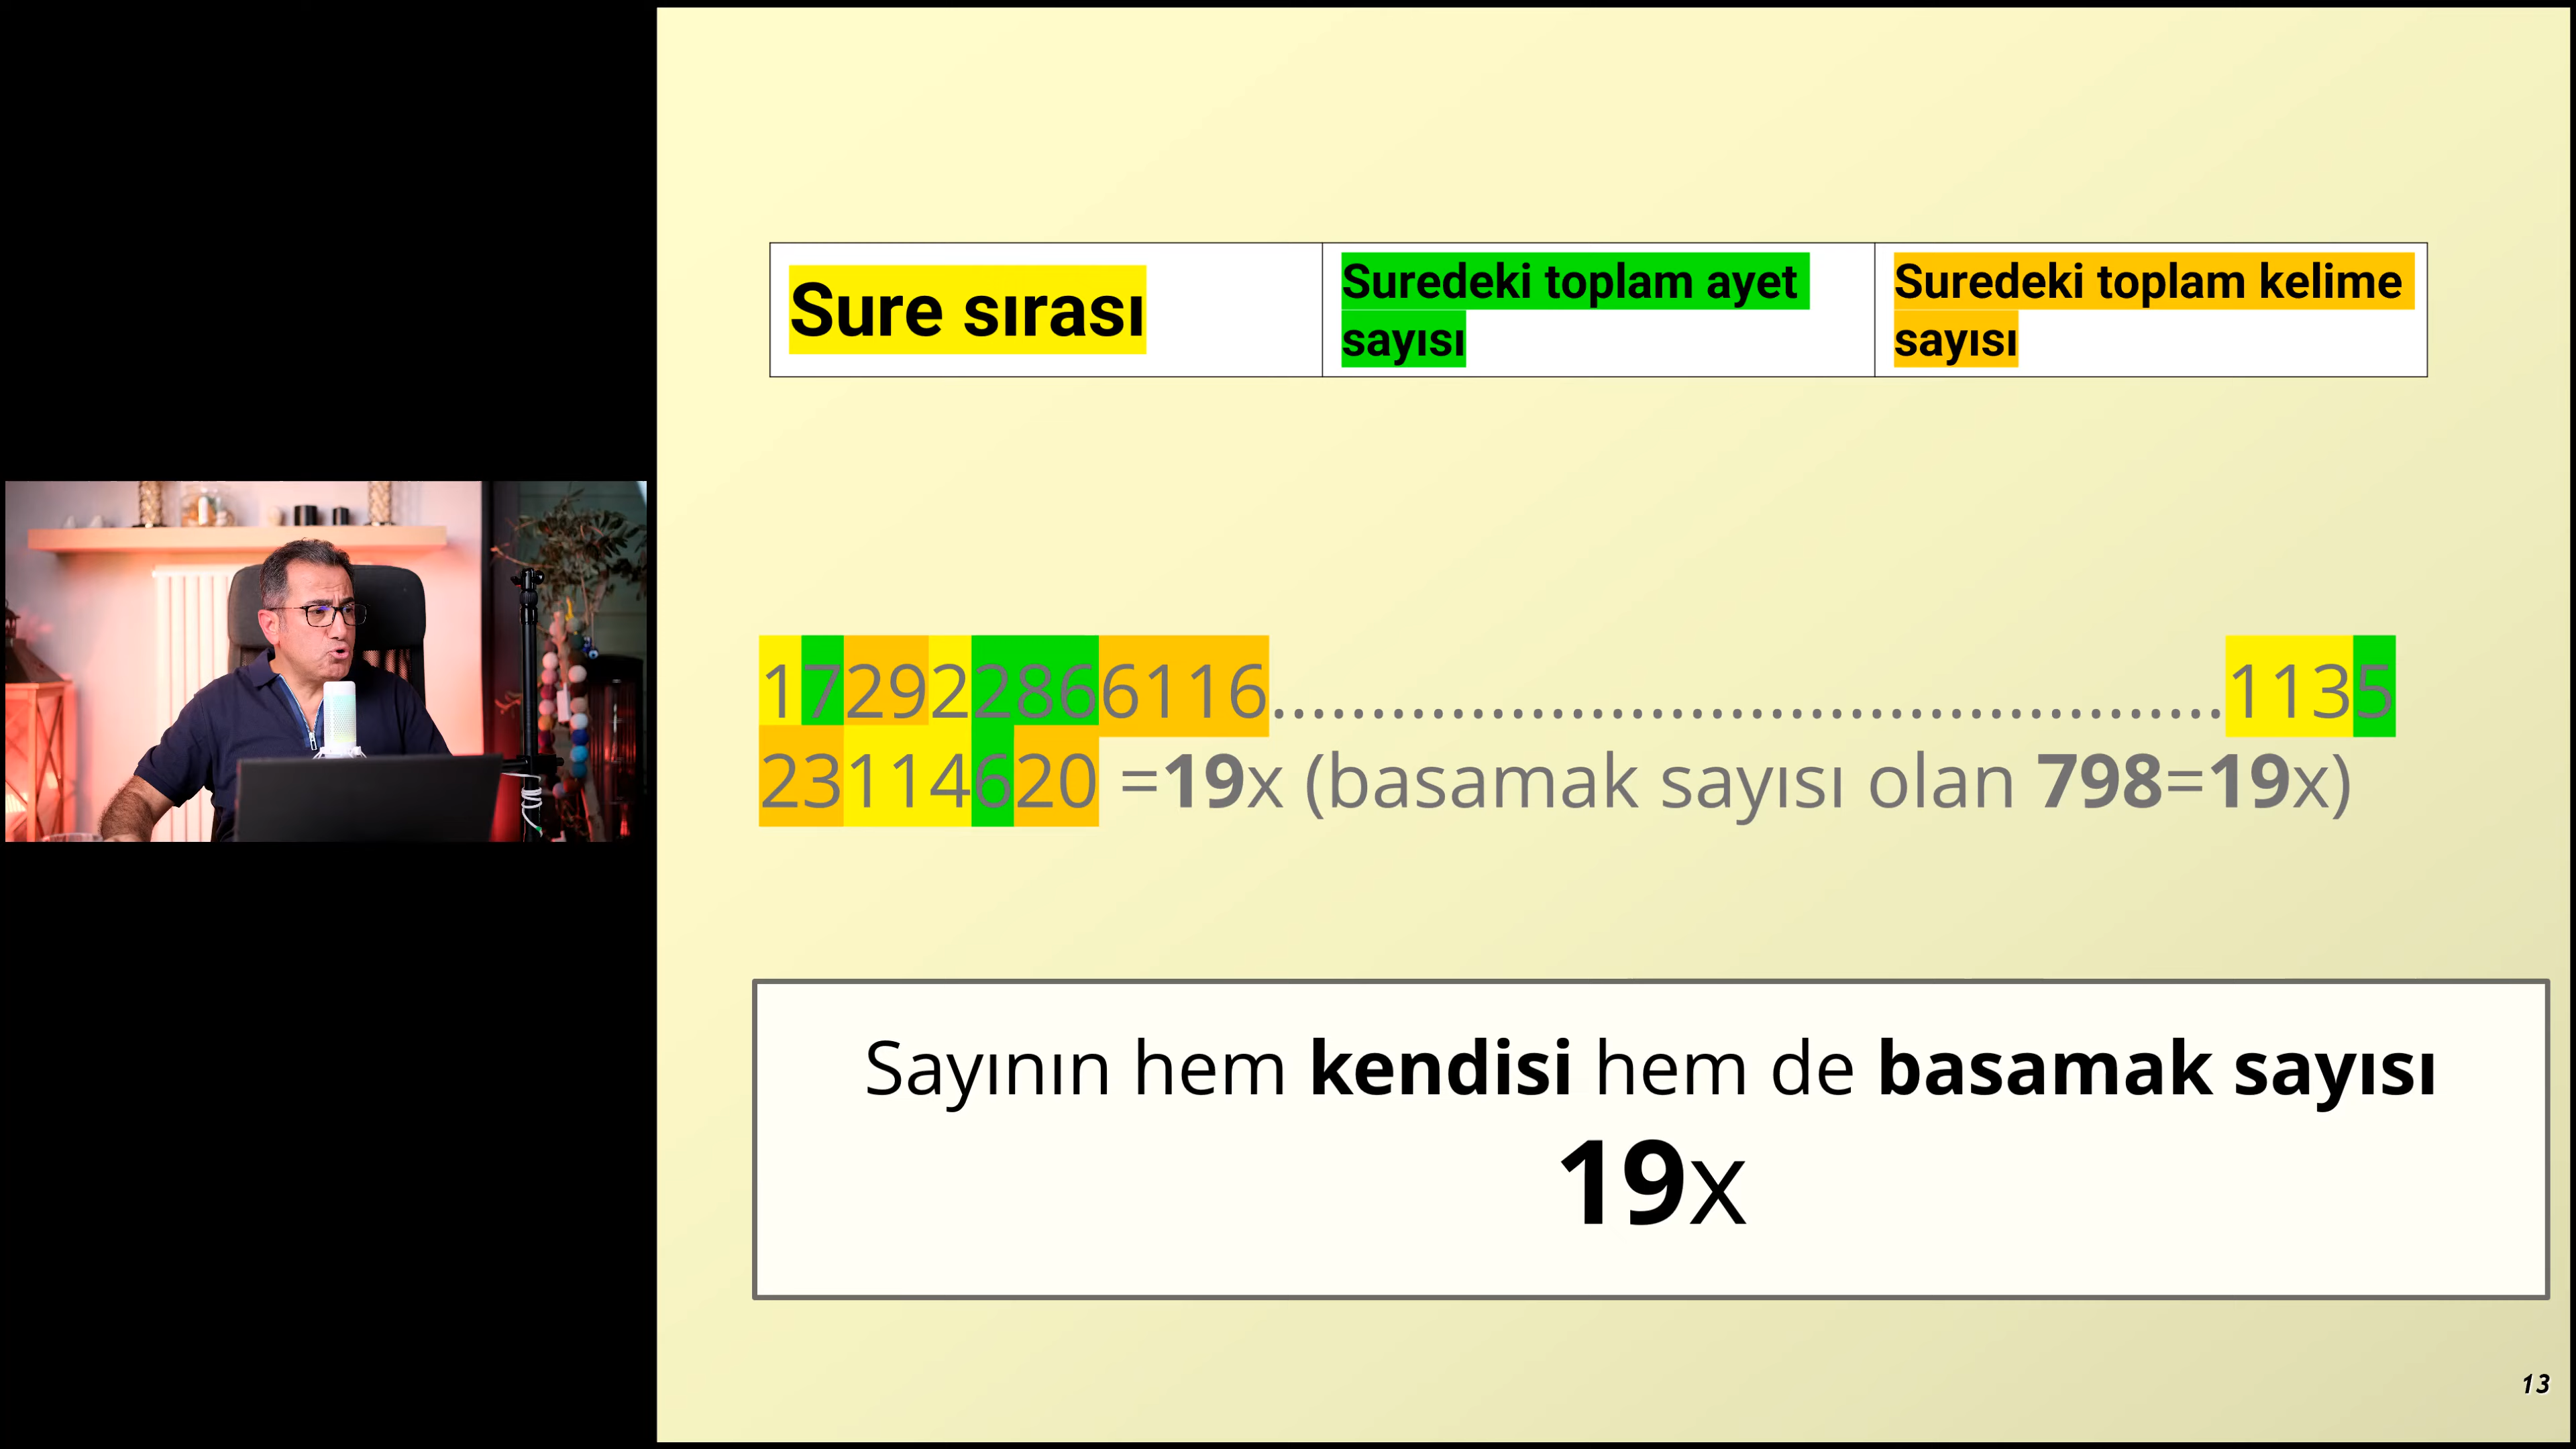 Sure sırası
Suredeki toplam ayet
sayısı
Suredeki toplam kelime
sayısı
172922866116................................................1135
23114620 =19x (basamak sayısı olan 798=19x)
Sayının hem kendisi hem de basamak sayısı
19x
13